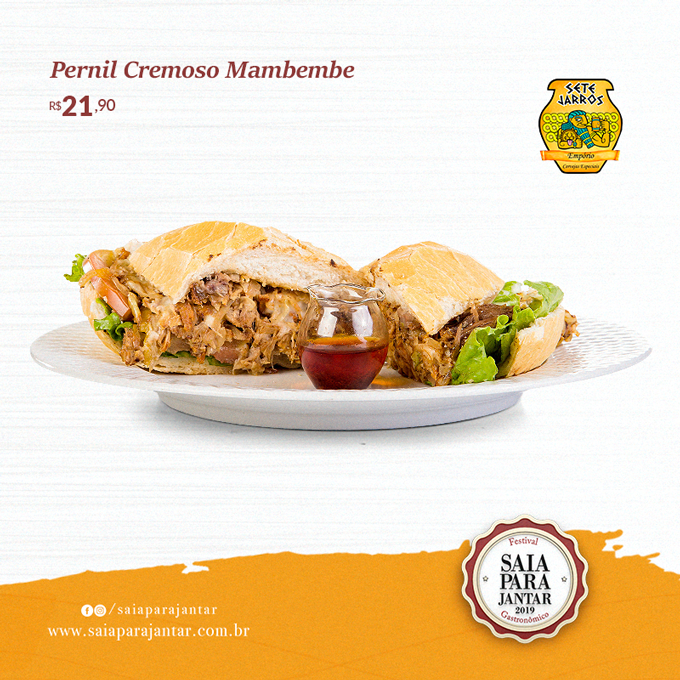 Pernil Cremoso Mambembe
R$21,90
SETE
JARROS
Empório
Cervejas Especiais
Festival
SAIA
PARA
JANTAR
2019
Gastronômico
/saiaparajantar
www.saiaparajantar.com.br